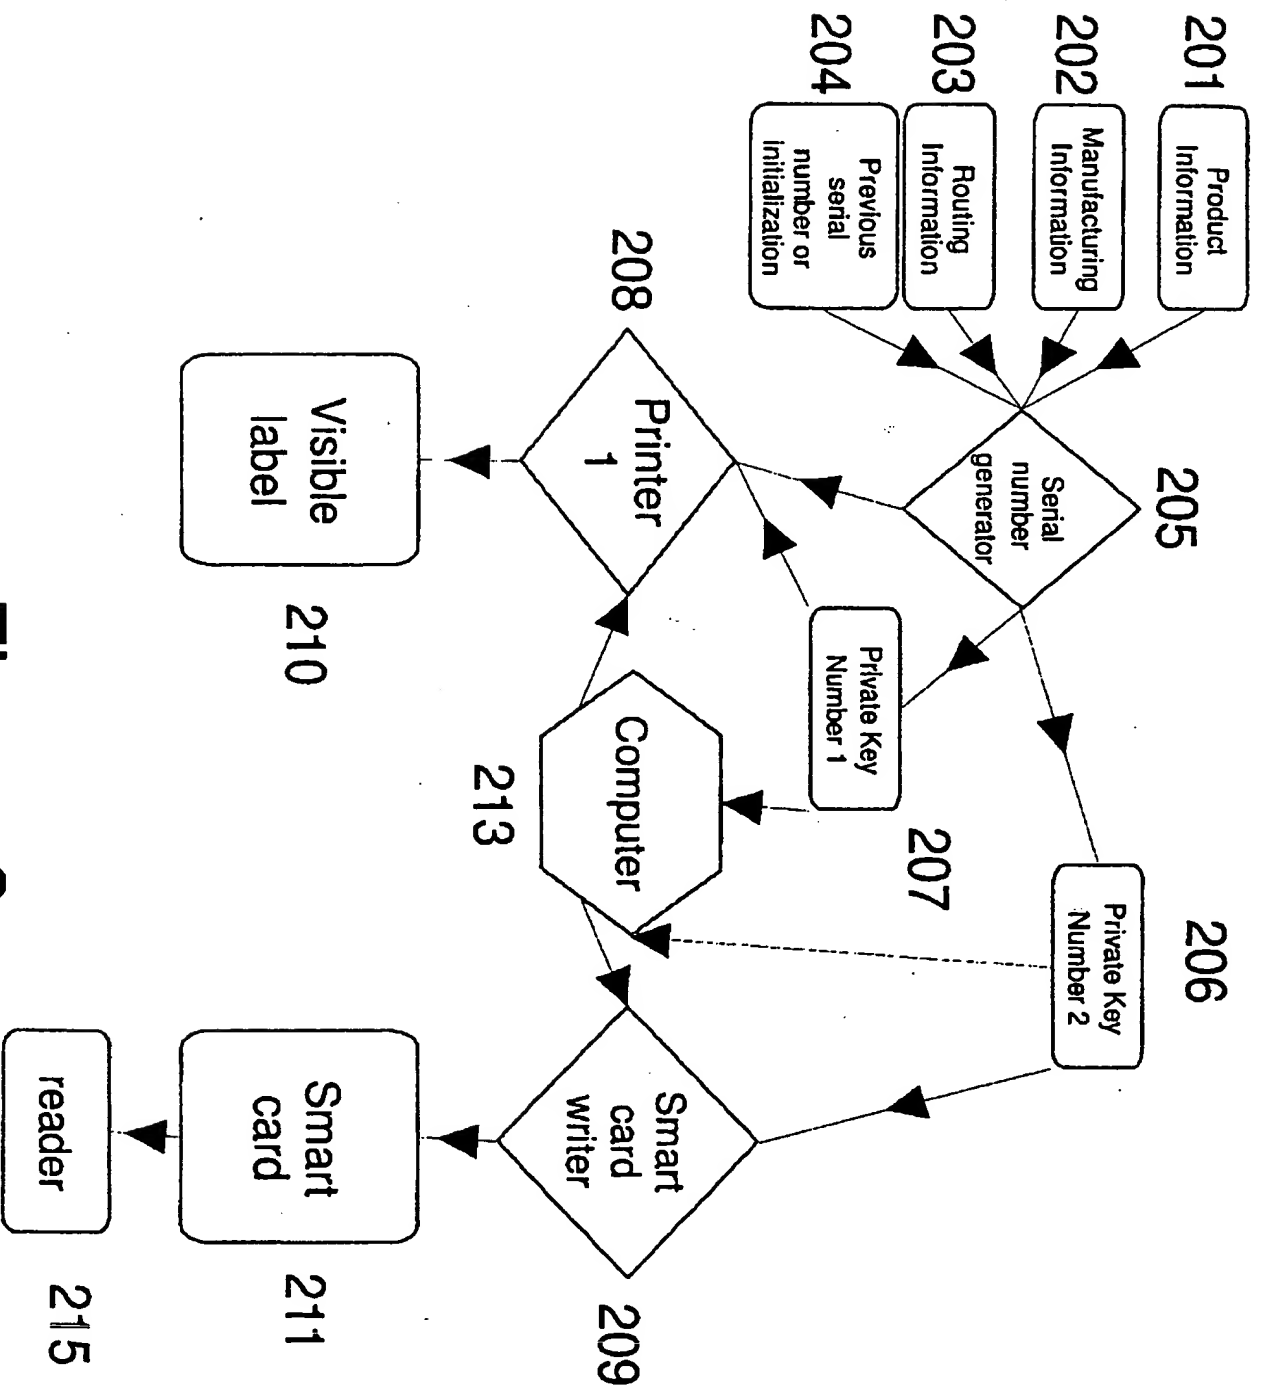 201
Product
Information
202
Manufacturing
Information
203
Routing
Information
204
Previous
serial
number or
initialization
205
Serial
number
generator
206
Private Key
Number 2
207
Private Key
Number 1
208
Printer
1
213
Computer
209
Smart
card
writer
210
Visible
label
211
Smart
card
215
reader